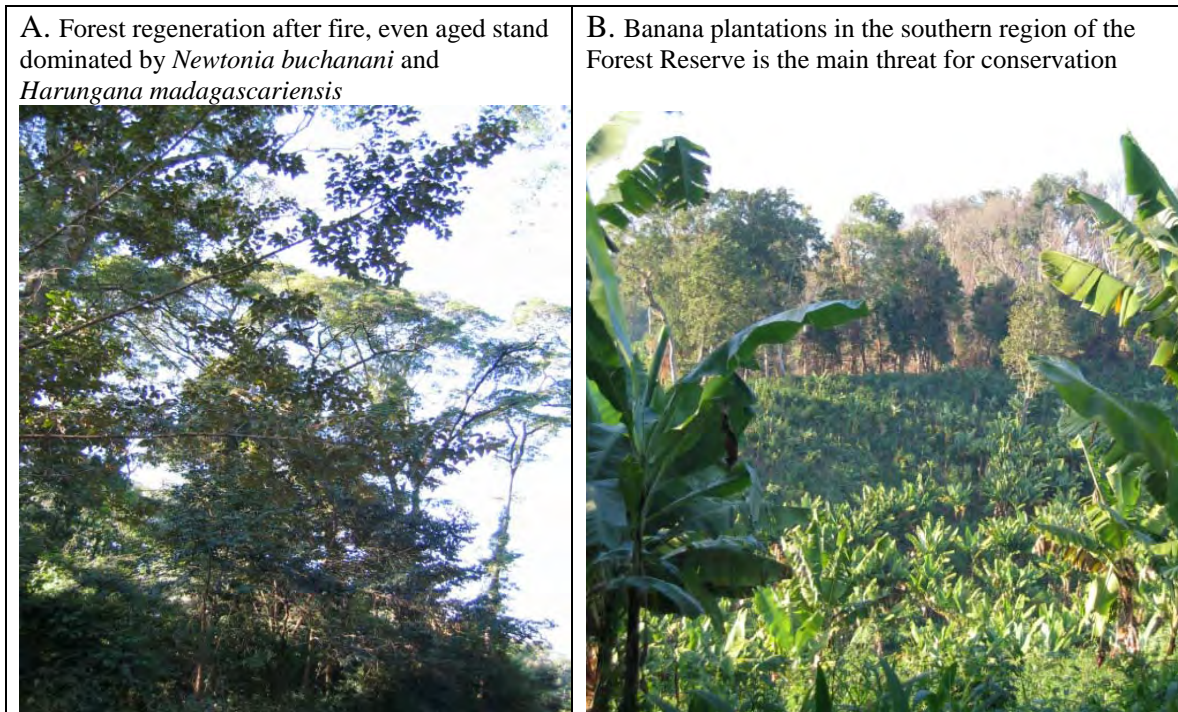 A. Forest regeneration after fire, even aged stand
dominated by Newtonia buchanani and
Harungana madagascariensis
B. Banana plantations in the southern region of the
Forest Reserve is the main threat for conservation